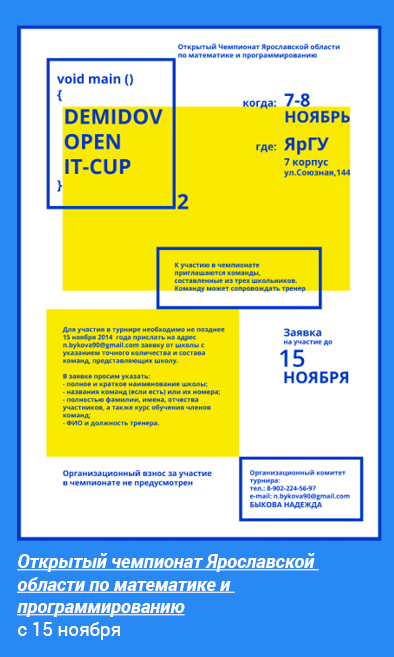 Открытый Чемпионат Ярославской области
по математике и программированию
void main ()
{
DEMIDOV
OPEN
IT-CUP
}
2
когда: 7-8
НОЯБРЬ
где: ЯрГУ
7 корпус
ул.Союзная,144
К участию в чемпионате
приглашаются команды,
составленные из трех школьников.
Команду может сопровождать тренер
Для участия в турнире необходимо не позднее
15 ноября 2014 года прислать на адрес
n.bykova90@gmail.com заявку от школы с
указанием точного количества и состава
команд, представляющих школу.
В заявке просим указать:
- полное и краткое наименование школы;
- названия команд (если есть) или их номера;
- полностью фамилии, имена, отчества
участников, а также курс обучения членов
команд;
- ФИО и должность тренера.
Заявка
на участие до
15
НОЯБРЯ
Организационный взнос за участие
в чемпионате не предусмотрен
Организационный комитет
турнира:
тел.: 8-902-224-56-97
e-mail: n.bykova90@gmail.com
БЫКОВА НАДЕЖДА
Открытый чемпионат Ярославской
области по математике и
программированию
с 15 ноября